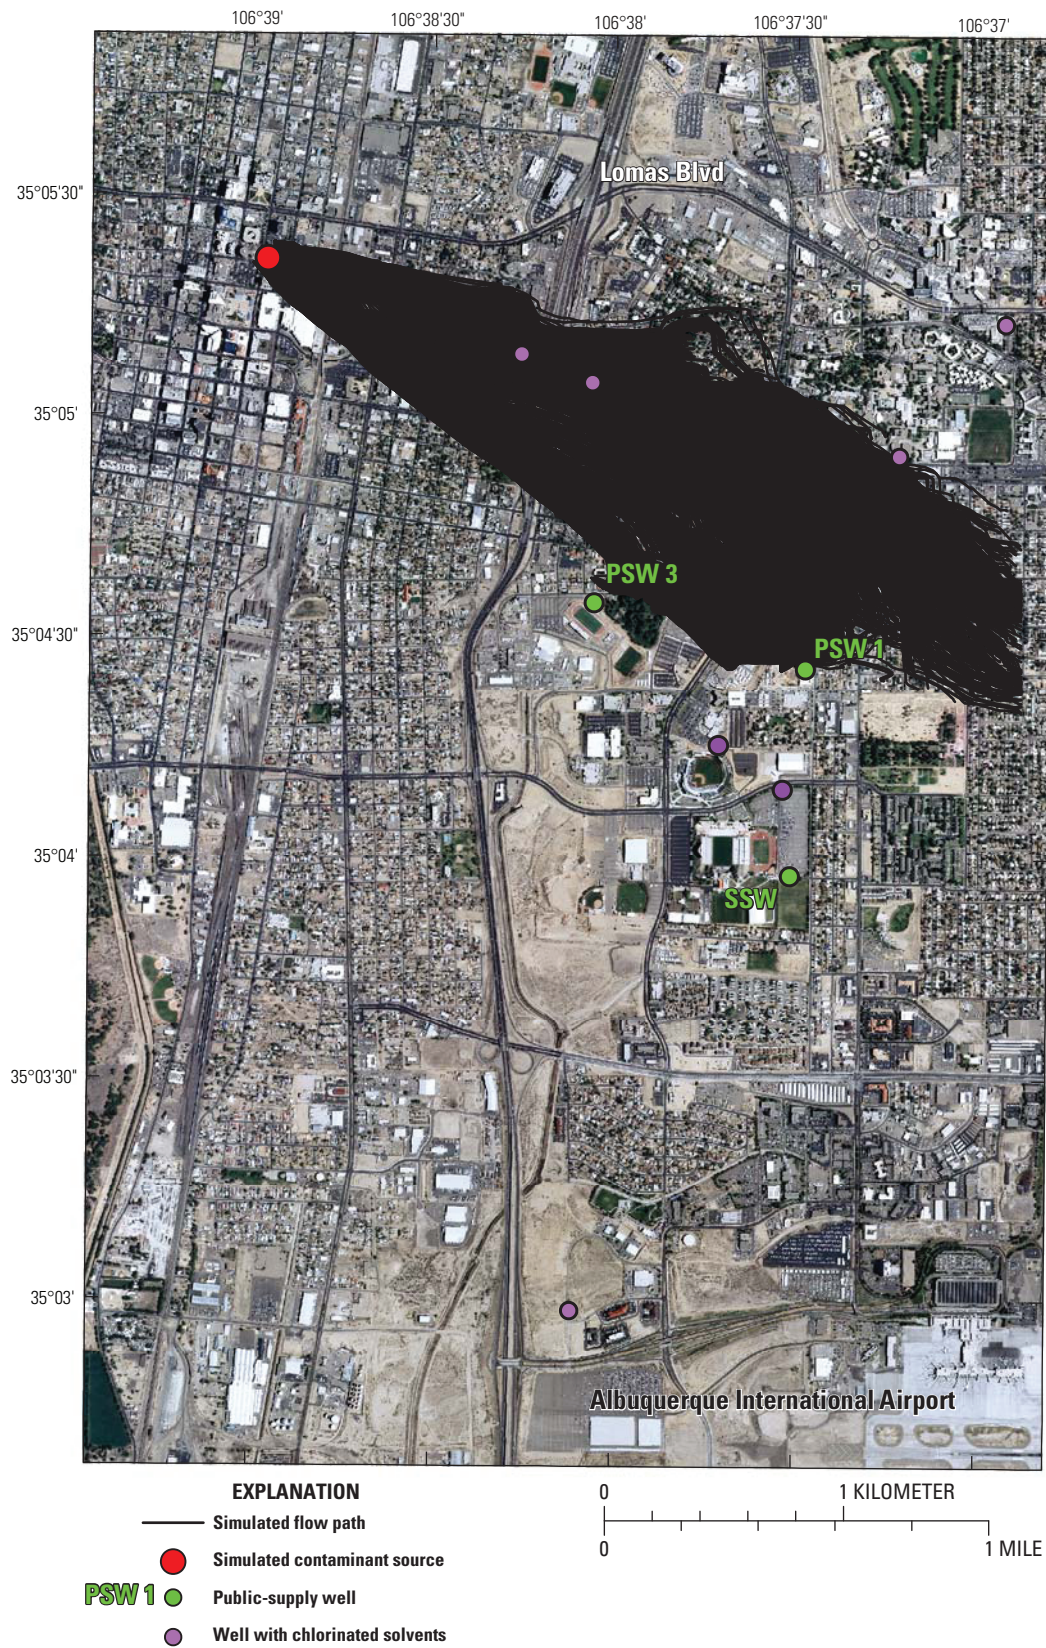 106°39' 106°38'30" 106°38' 106°37'30" 106°37'
35°05'30"
Lomas Blvd
35°05'
PSW 3
35°04'30"
PSW 1
35°04'
SSW
35°03'30"
35°03'
Albuquerque International Airport
EXPLANATION
Simulated flow path
Simulated contaminant source
PSW 1 Public-supply well
Well with chlorinated solvents
0 1 KILOMETER
0 1 MILE